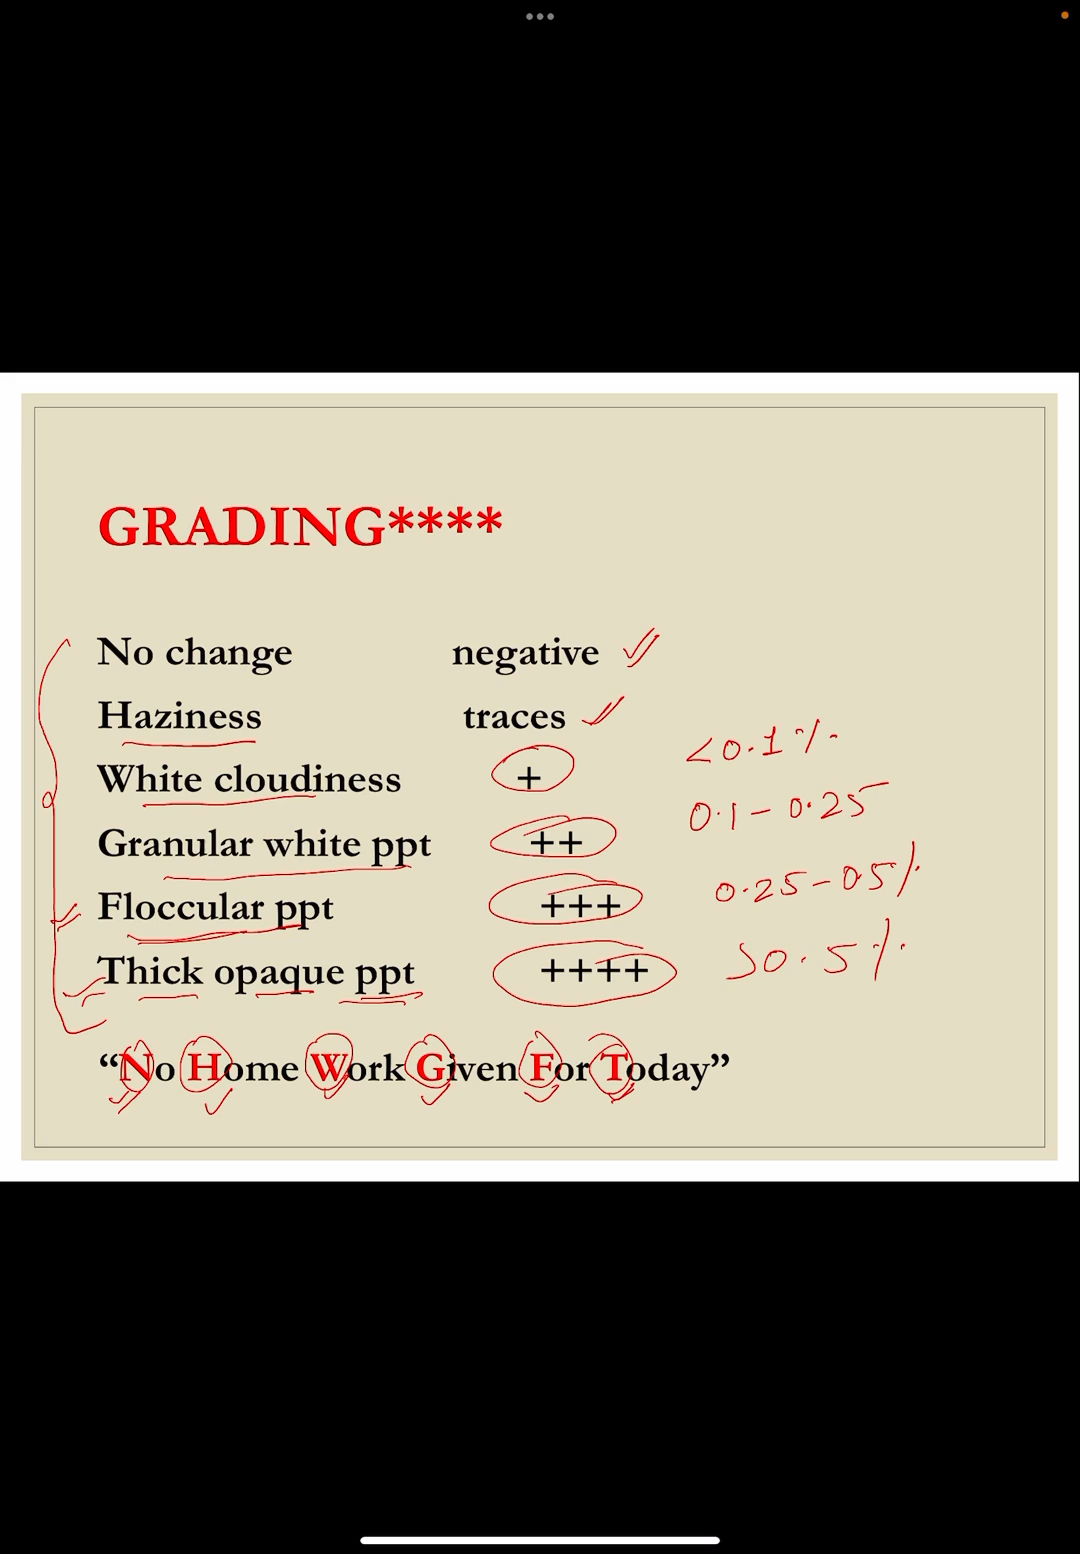 GRADING****
No change negative
Haziness traces
White cloudiness + <0.1%
Granular white ppt ++ 0.1-0.25
Floccular ppt +++ 0.25-05%
Thick opaque ppt ++++ >0.5%
“No Home Work Given For Today”